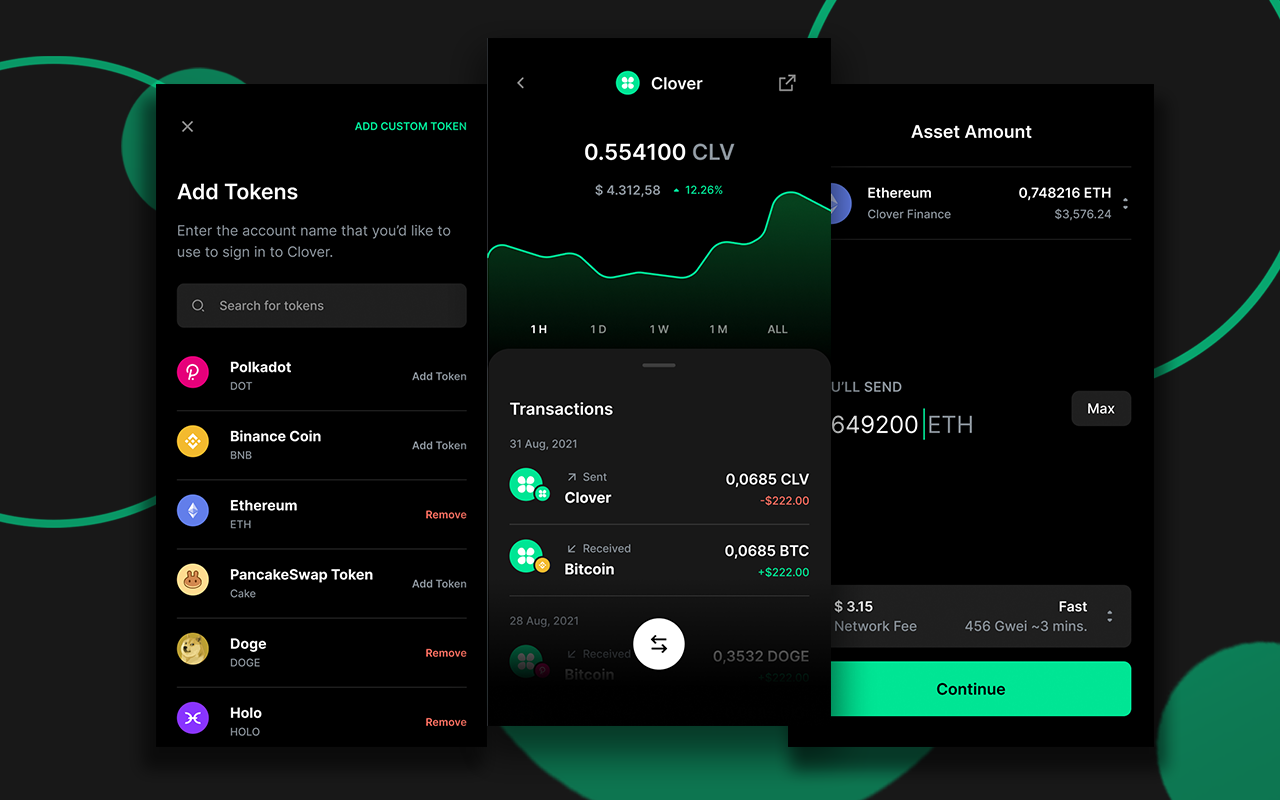 ADD CUSTOM TOKEN
Add Tokens
Enter the account name that you'd like to
use to sign in to Clover.
Search for tokens
Polkadot
DOT
Add Token
Binance Coin
BNB
Add Token
Ethereum
ETH
Remove
PancakeSwap Token
Cake
Add Token
Doge
DOGE
Remove
Holo
HOLO
Remove
Clover
0.554100 CLV
$ 4.312,58 12.26%
1 H 1 D 1 W 1 M ALL
Transactions
31 Aug, 2021
Sent
Clover
0,0685 CLV
-$222.00
Received
Bitcoin
0,0685 BTC
+$222.00
28 Aug, 2021
Received
Bitcoin
0,3532 DOGE
+$222.00
Asset Amount
Ethereum
Clover Finance
0,748216 ETH
$3,576.24
U'LL SEND
649200 ETH
Max
$ 3.15
Network Fee
Fast
456 Gwei ~3 mins.
Continue